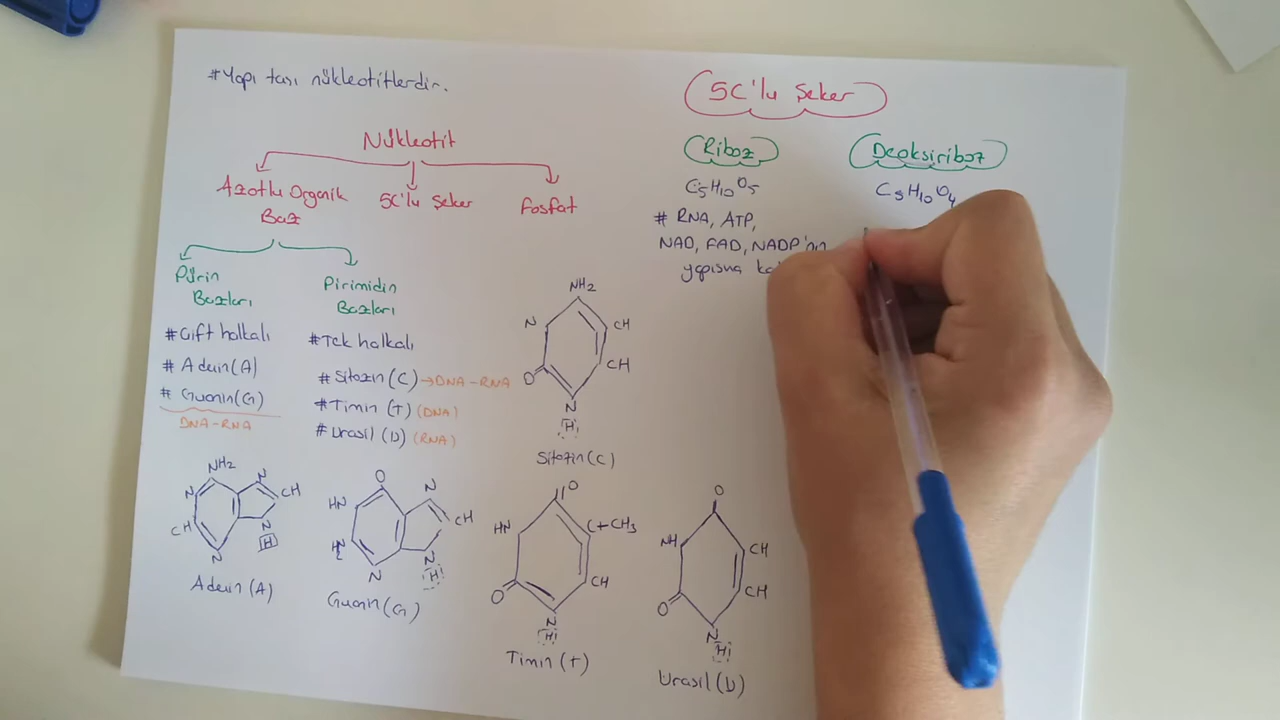 #Yapı taşı nükleotitlerdir.
Nükleotit
Azotlu Organik
Baz
5C'lu Şeker
Fosfat
Pürin
Bazları
#Çift halkalı
#Adenin(A)
# Guanin(G)
DNA-RNA
Pirimidin
Bazları
#Tek halkalı
#Sitozin (C) →DNA-RNA
#Timin (T) (DNA)
#Urasil (U) (RNA)
NH2
N
CH
CH
O
N
H
Sitozin(C)
NH2
N
N
CH
CH
N
H
N
Adenin (A)
O
HN
N
CH
H2N
N
N
H
Guanin(G)
O
HN
C+CH3
CH
O
N
H
Timin (T)
O
NH
CH
CH
O
N
H
Urasil (U)
5C'lu Şeker
Riboz
C5H10O5
# RNA, ATP,
NAD, FAD, NADP'nin
yapısına
Deoksiriboz
C5H10O4